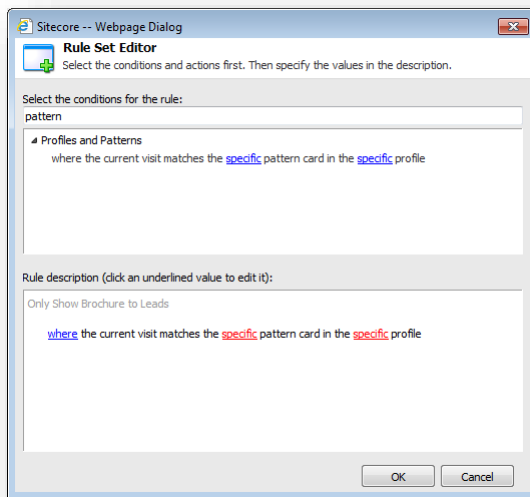 Sitecore -- Webpage Dialog
Rule Set Editor
Select the conditions and actions first. Then specify the values in the description.
Select the conditions for the rule:
pattern
Profiles and Patterns
where the current visit matches the specific pattern card in the specific profile
Rule description (click an underlined value to edit it):
Only Show Brochure to Leads
where the current visit matches the specific pattern card in the specific profile
OK Cancel